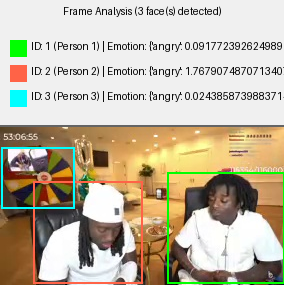 Frame Analysis (3 face(s) detected)
ID: 1 (Person 1) | Emotion: {'angry': 0.091772392624989
ID: 2 (Person 2) | Emotion: {'angry': 1.767907487071340
ID: 3 (Person 3) | Emotion: {'angry': 0.024385873988371
53:06:55